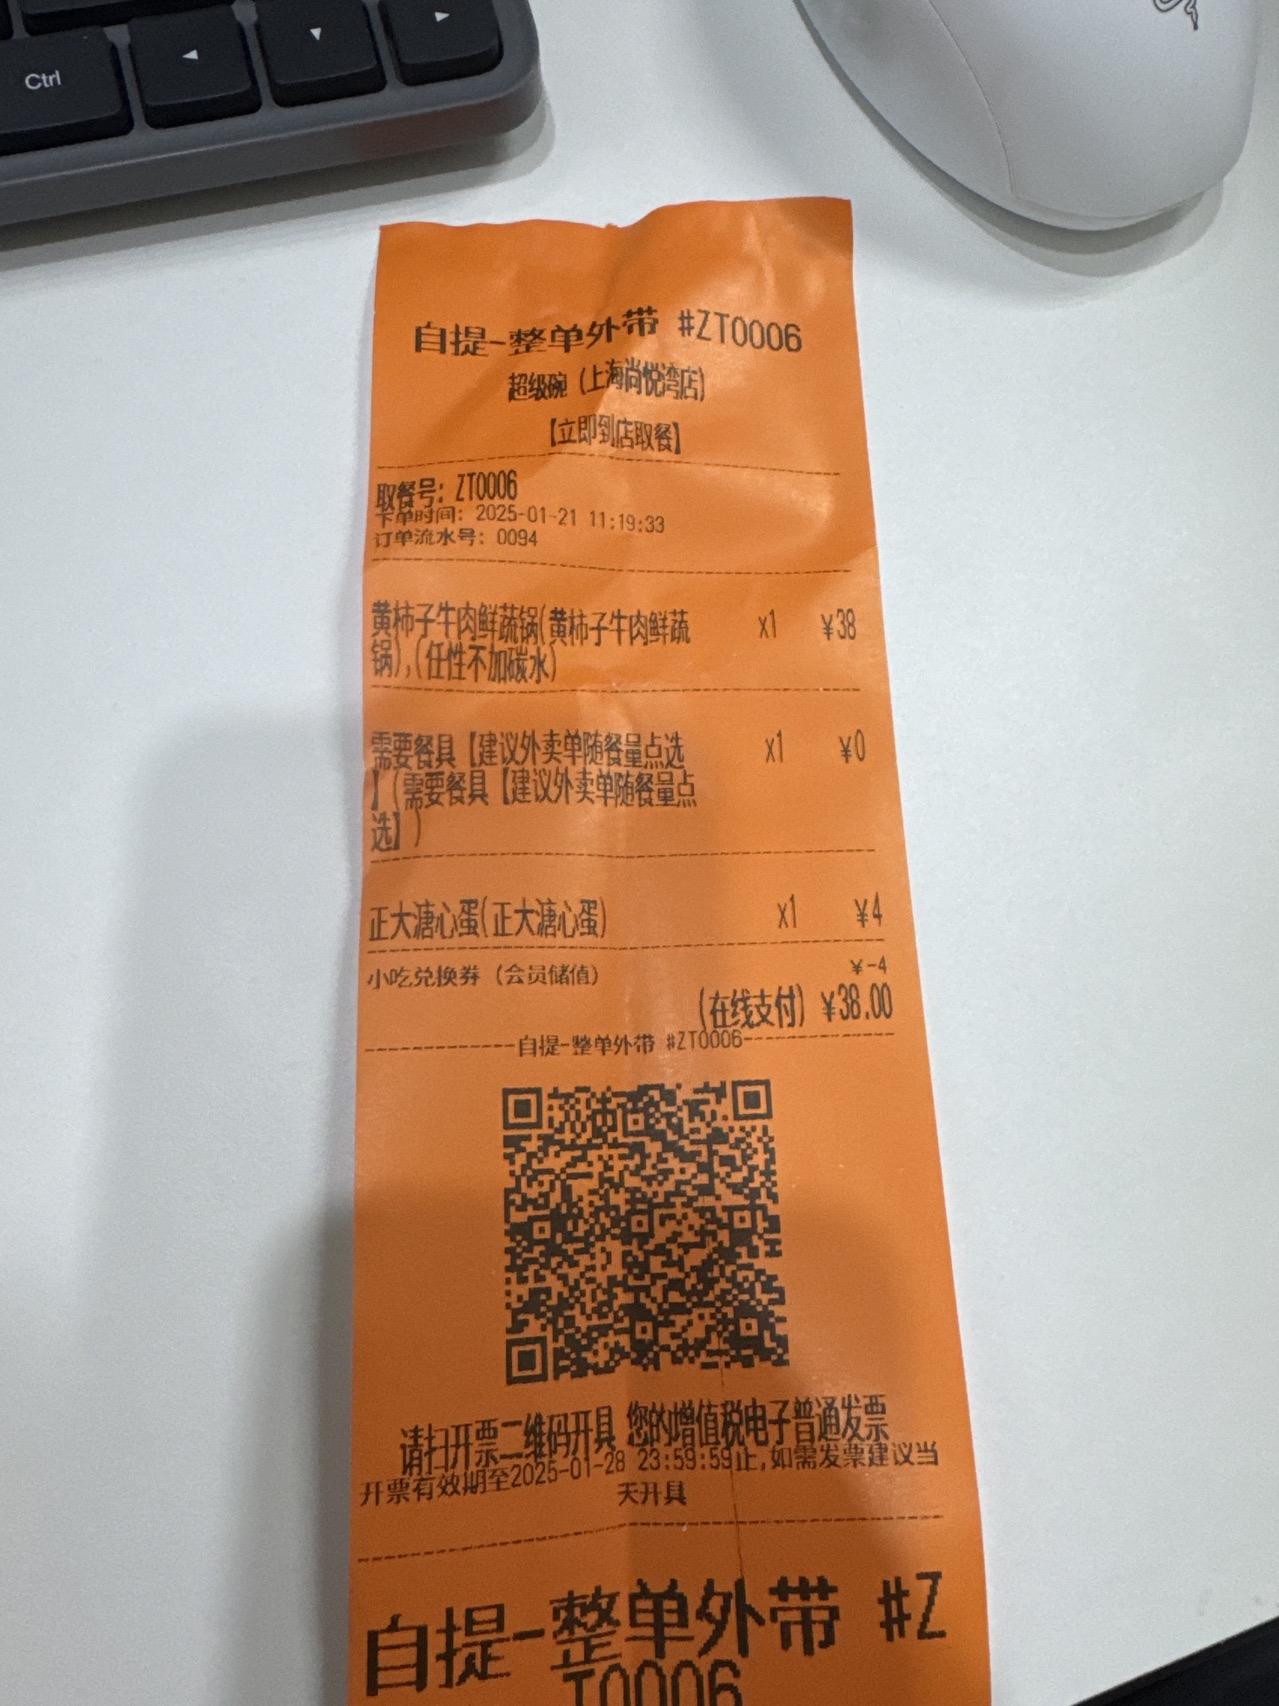 Ctrl
自提-整单外带 #ZT0006
超级碗 (上海尚悦湾店)
【立即到店取餐】
取餐号: ZT0006
下单时间: 2025-01-21 11:19:33
订单流水号: 0094
黄柿子牛肉鲜蔬锅(黄柿子牛肉鲜蔬 x1 ¥38
锅),(任性不加碳水)
需要餐具【建议外卖单随餐量点选 x1 ¥0
】(需要餐具【建议外卖单随餐量点
选】)
正大溏心蛋(正大溏心蛋) x1 ¥4
小吃兑换券 (会员储值) ¥-4
(在线支付) ¥38.00
自提-整单外带 #ZT0006
请扫开票二维码开具 您的增值税电子普通发票
开票有效期至2025-01-28 23:59:59止,如需发票建议当
天开具
自提-整单外带 #Z
T0006